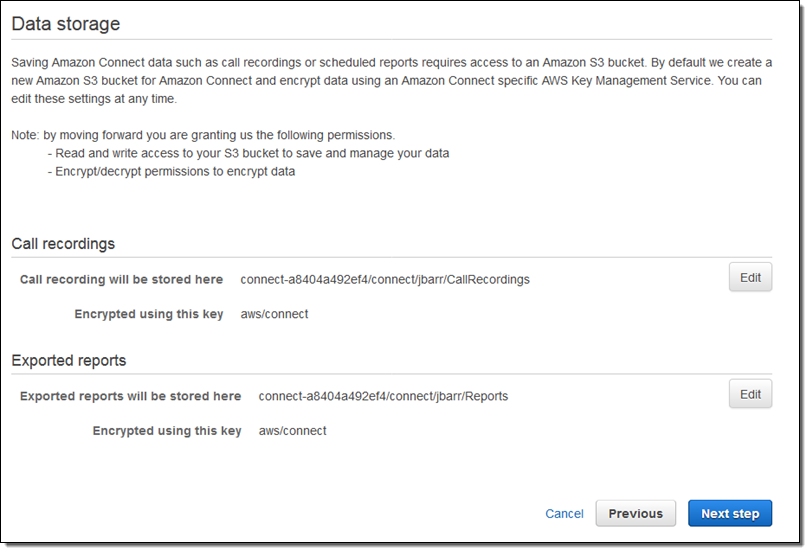 Data storage
Saving Amazon Connect data such as call recordings or scheduled reports requires access to an Amazon S3 bucket. By default we create a
new Amazon S3 bucket for Amazon Connect and encrypt data using an Amazon Connect specific AWS Key Management Service. You can
edit these settings at any time.
Note: by moving forward you are granting us the following permissions.
- Read and write access to your S3 bucket to save and manage your data
- Encrypt/decrypt permissions to encrypt data
Call recordings
Call recording will be stored here connect-a8404a492ef4/connect/jbarr/CallRecordings Edit
Encrypted using this key aws/connect
Exported reports
Exported reports will be stored here connect-a8404a492ef4/connect/jbarr/Reports Edit
Encrypted using this key aws/connect
Cancel Previous Next step